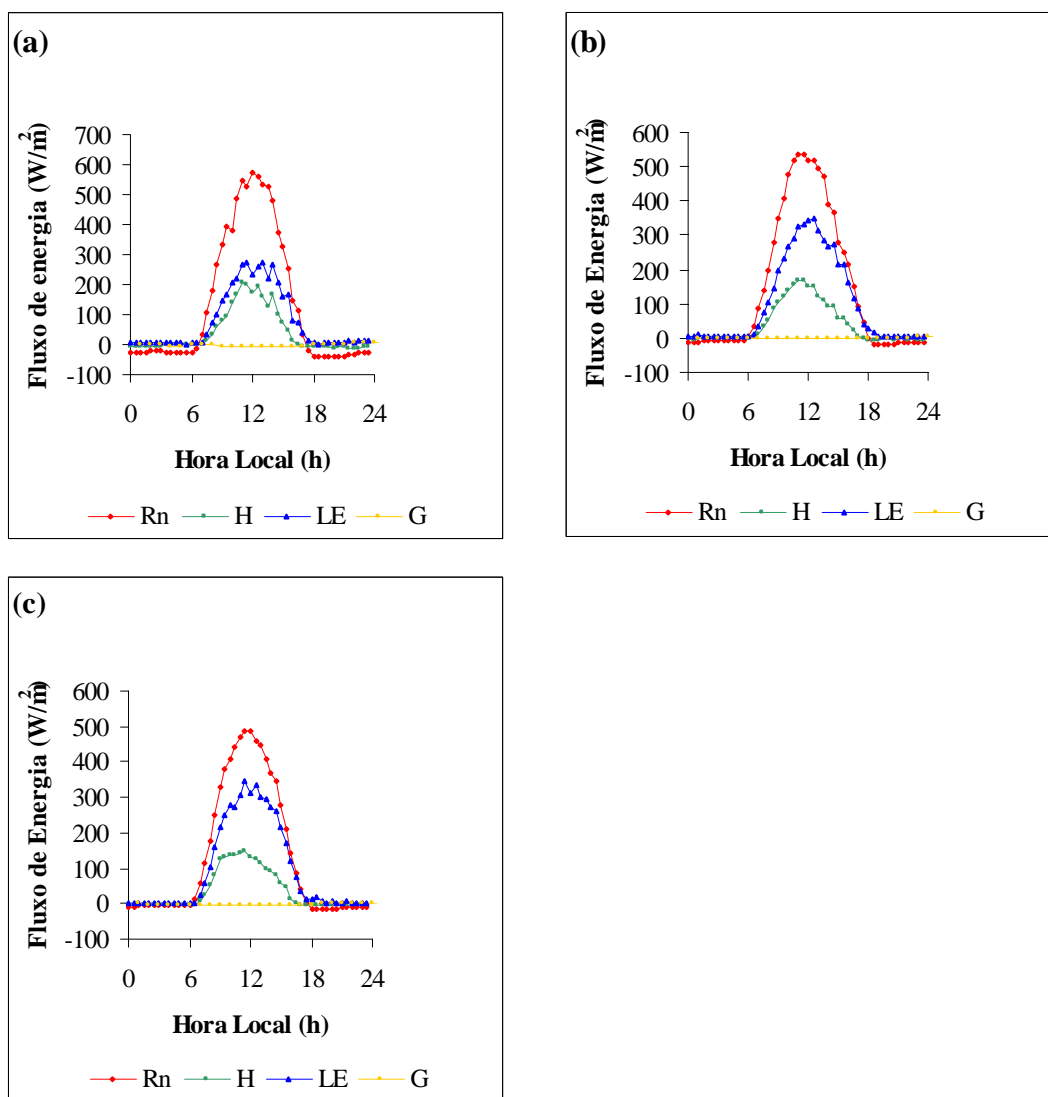 (a)
Fluxo de energia (W/m²)
700
600
500
400
300
200
100
0
-100
0 6 12 18 24
Hora Local (h)
Rn H LE G
(b)
Fluxo de Energia (W/m²)
600
500
400
300
200
100
0
-100
0 6 12 18 24
Hora Local (h)
Rn H LE G
(c)
Fluxo de Energia (W/m²)
600
500
400
300
200
100
0
-100
0 6 12 18 24
Hora Local (h)
Rn H LE G